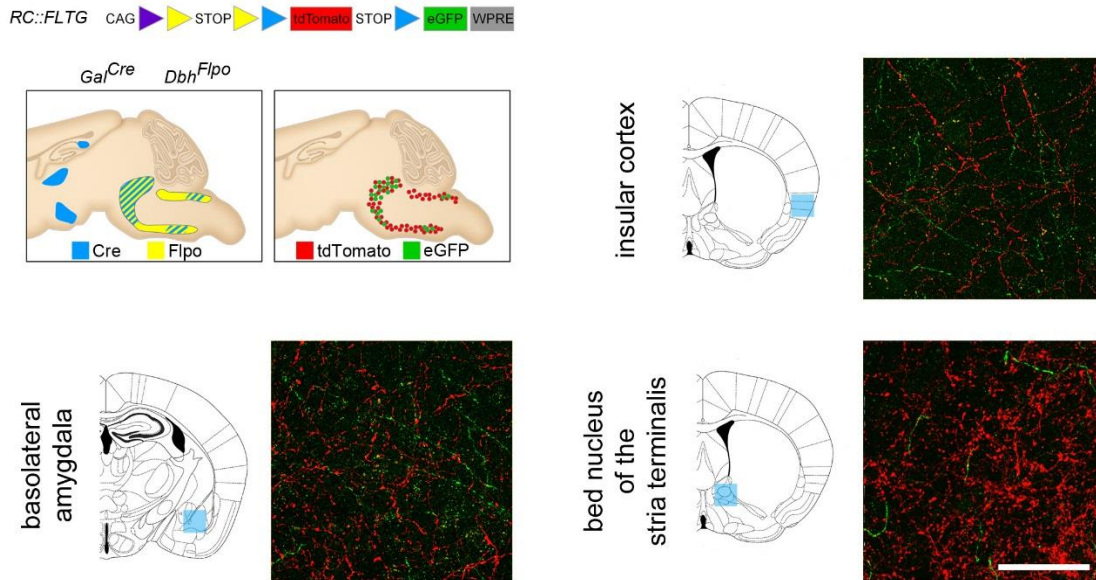 RC::FLTG CAG STOP tdTomato STOP eGFP WPRE
Gal^Cre Dbh^Flpo
Cre Flpo
tdTomato eGFP
insular cortex
basolateral
amygdala
bed nucleus
of the
stria terminalis